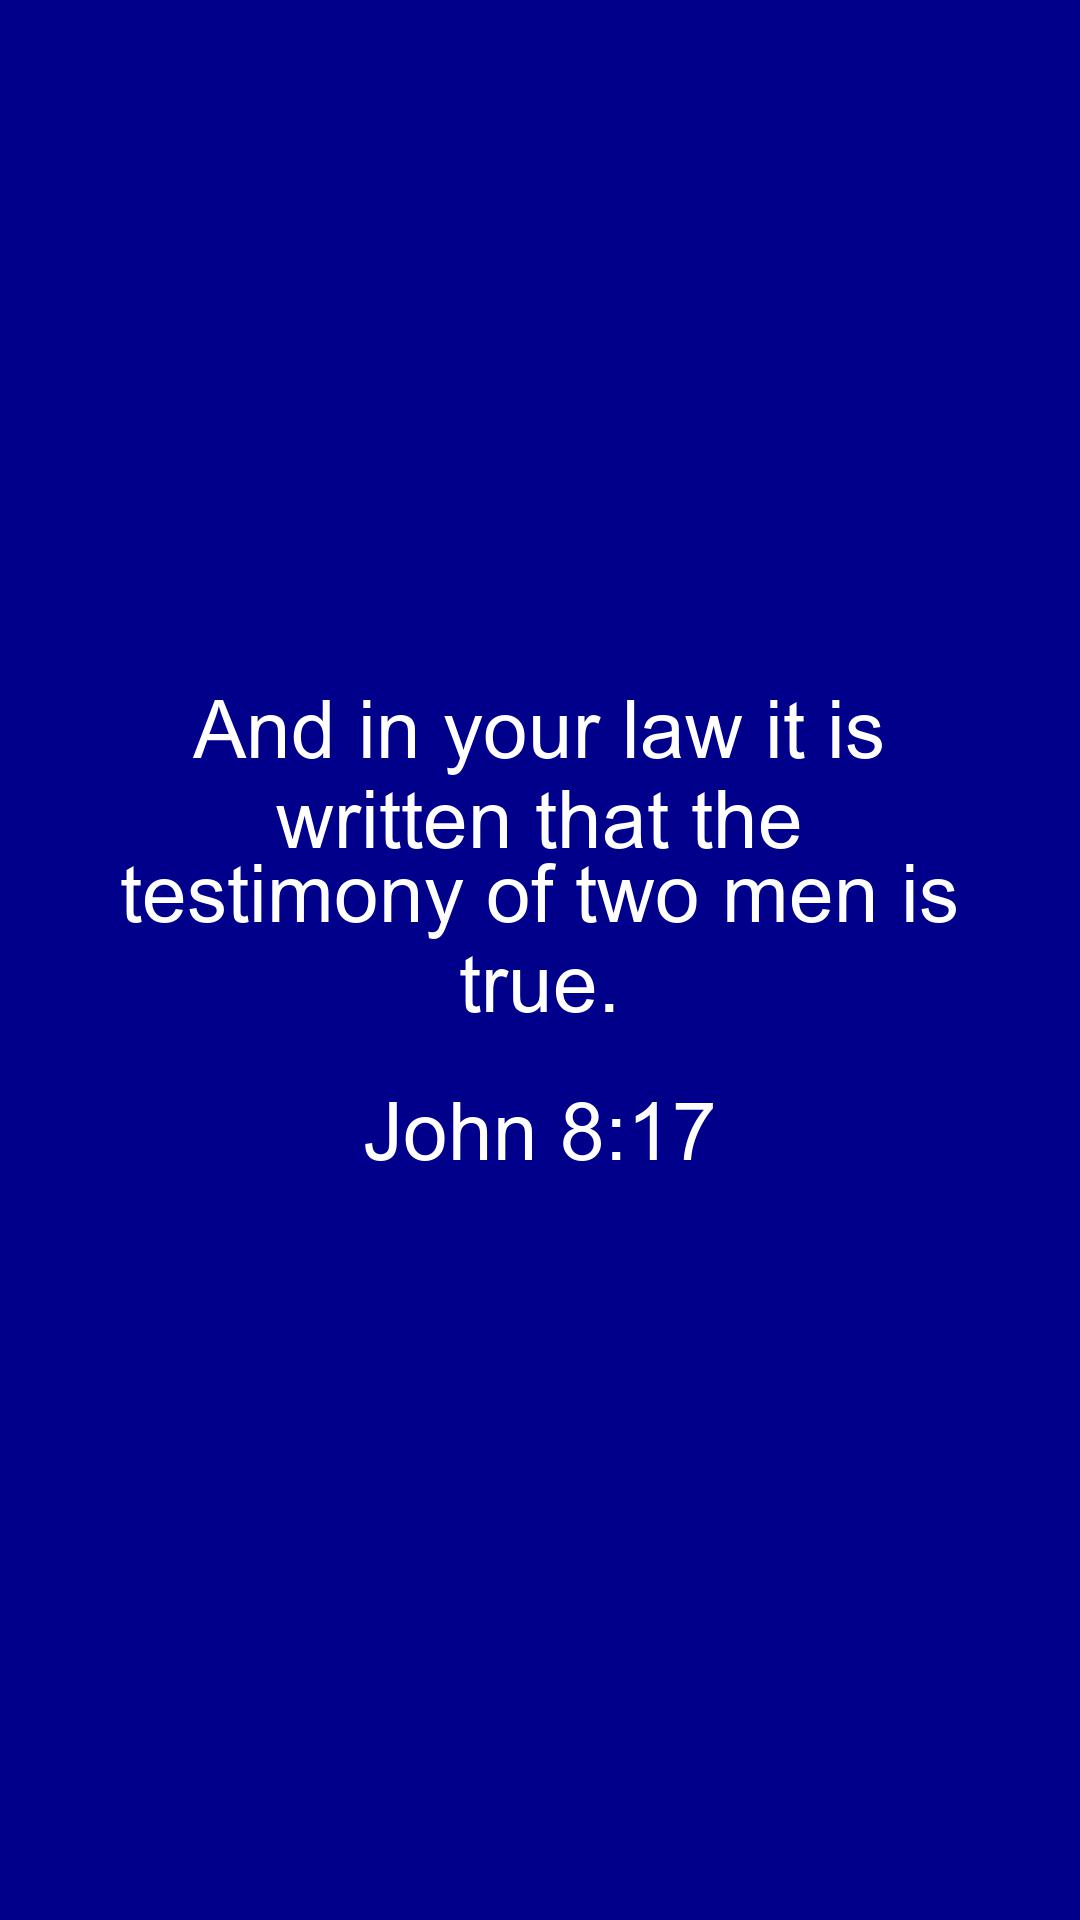 And in your law it is
written that the
testimony of two men is
true.
John 8:17